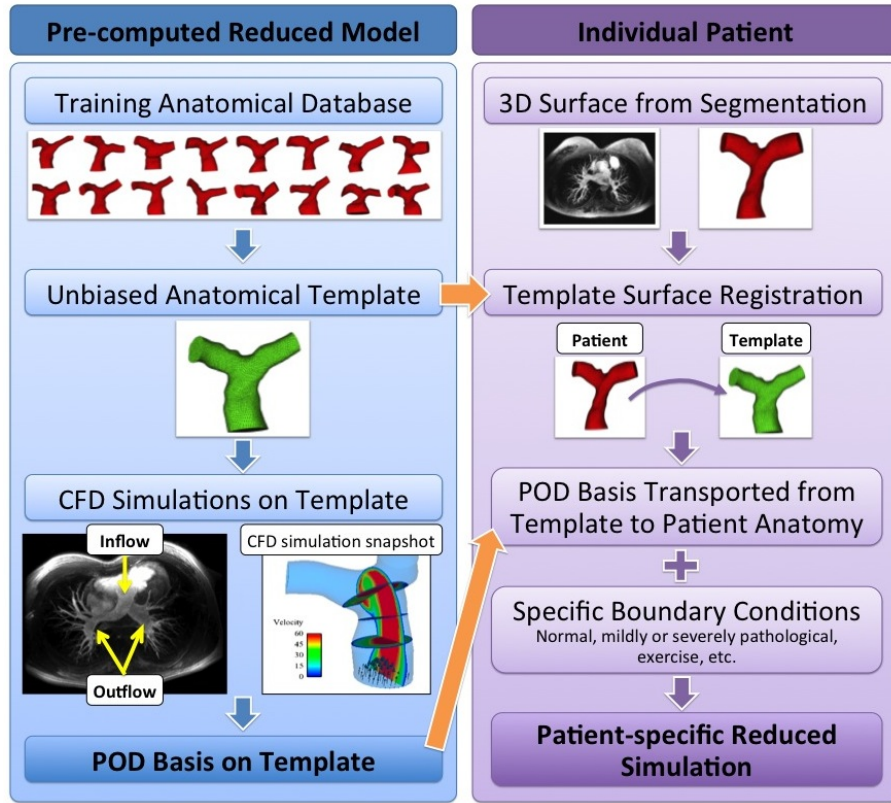 Pre-computed Reduced Model
Training Anatomical Database
Unbiased Anatomical Template
CFD Simulations on Template
Inflow
Outflow
CFD simulation snapshot
Velocity
60
45
30
15
0
POD Basis on Template
Individual Patient
3D Surface from Segmentation
Template Surface Registration
Patient
Template
POD Basis Transported from
Template to Patient Anatomy
Specific Boundary Conditions
Normal, mildly or severely pathological,
exercise, etc.
Patient-specific Reduced
Simulation